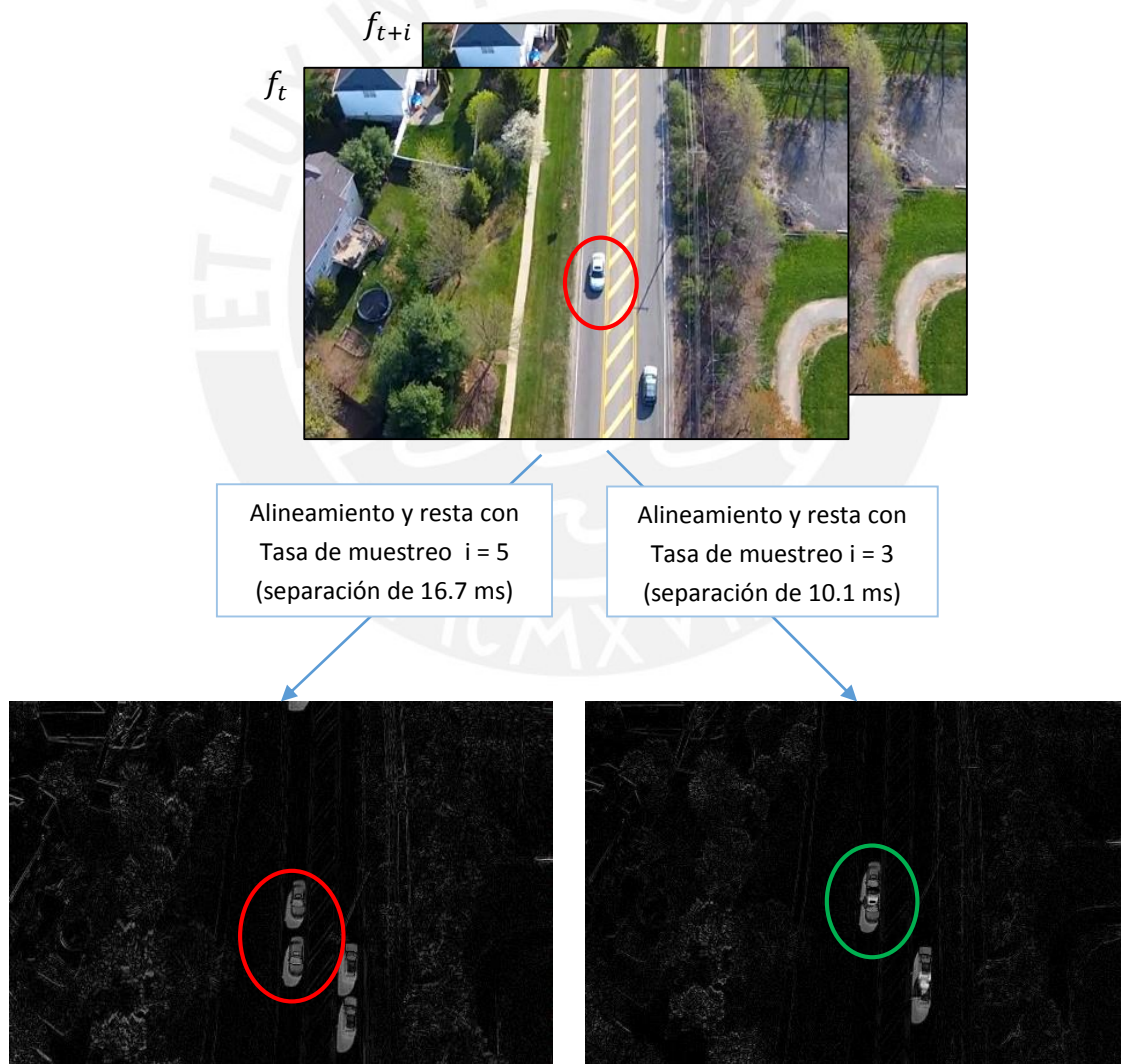 f_{t+i}
f_t
Alineamiento y resta con
Tasa de muestreo i = 5
(separación de 16.7 ms)
Alineamiento y resta con
Tasa de muestreo i = 3
(separación de 10.1 ms)